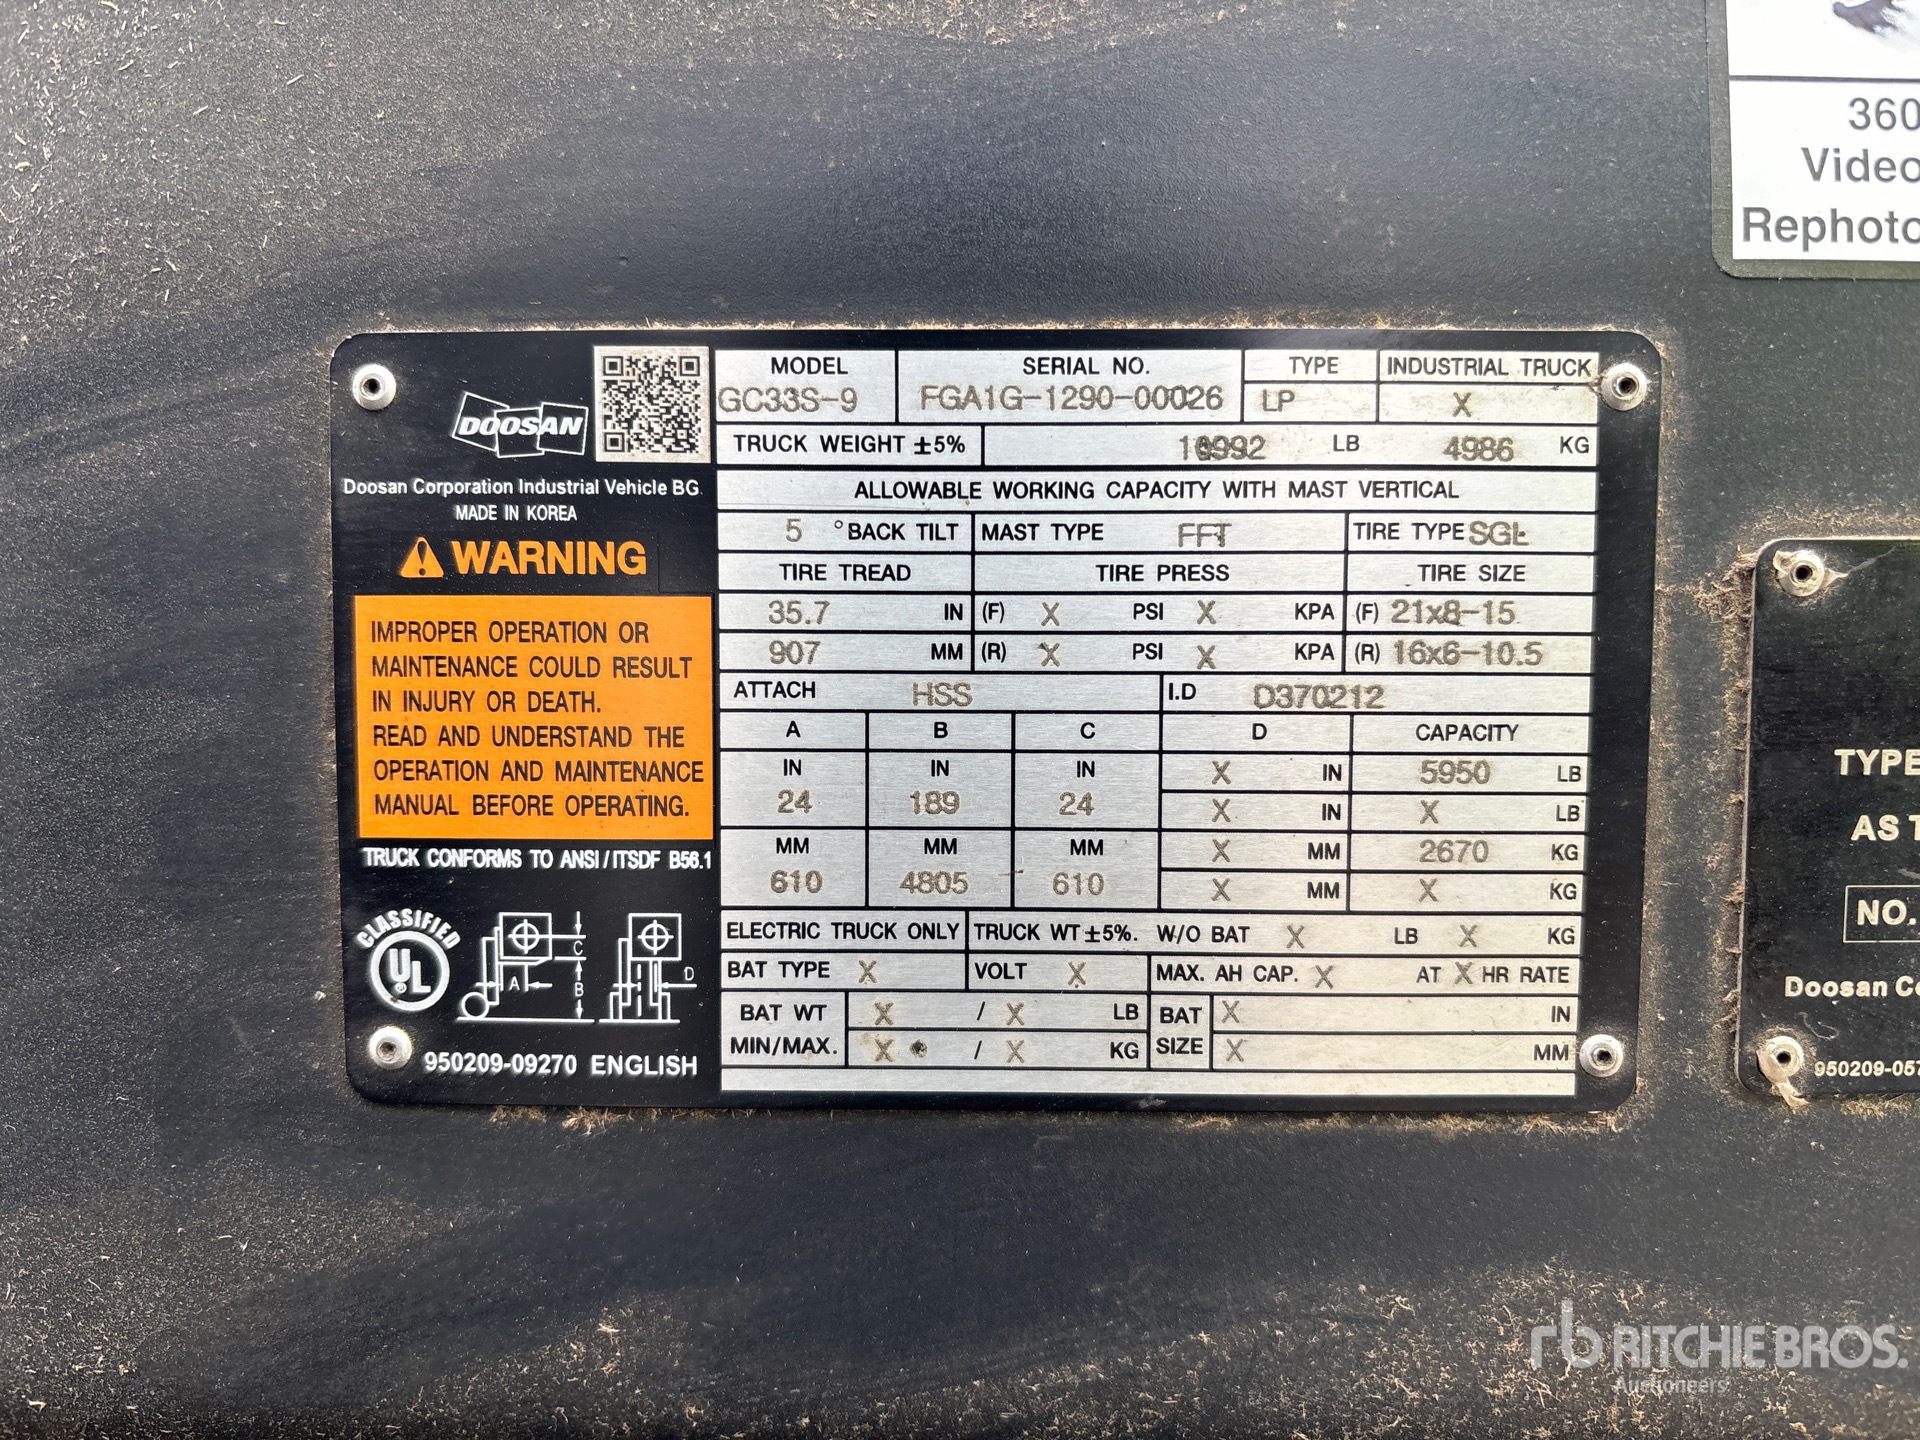 360
Video
Rephoto
DOOSAN
Doosan Corporation Industrial Vehicle BG
MADE IN KOREA
WARNING
IMPROPER OPERATION OR
MAINTENANCE COULD RESULT
IN INJURY OR DEATH.
READ AND UNDERSTAND THE
OPERATION AND MAINTENANCE
MANUAL BEFORE OPERATING.
TRUCK CONFORMS TO ANSI/ITSDF B56.1
CLASSIFIED
UL
A B C D
950209-09270 ENGLISH
MODEL SERIAL NO. TYPE INDUSTRIAL TRUCK
GC33S-9 FGA1G-1290-00026 LP X
TRUCK WEIGHT ±5% LB 4986 KG
ALLOWABLE WORKING CAPACITY WITH MAST VERTICAL
5 °BACK TILT MAST TYPE FFT TIRE TYPE SGL
TIRE TREAD TIRE PRESS TIRE SIZE
35.7 IN (F) X PSI X KPA (F) 21x8-15
907 MM (R) X PSI X KPA (R) 16x6-10.5
ATTACH HSS I.D D370212
A B C D CAPACITY
IN IN IN X IN 5950 LB
24 189 24 X IN X LB
MM MM MM X MM 2670 KG
610 4805 610 X MM X KG
ELECTRIC TRUCK ONLY TRUCK WT ±5%. W/O BAT X LB X KG
BAT TYPE X VOLT X MAX. AH CAP. X AT X HR RATE
BAT WT X / X LB BAT X IN
MIN/MAX. X / X KG SIZE X MM
TYPE
AS T
NO.
Doosan Co
950209-057
RITCHIE BROS.
Auctioneers